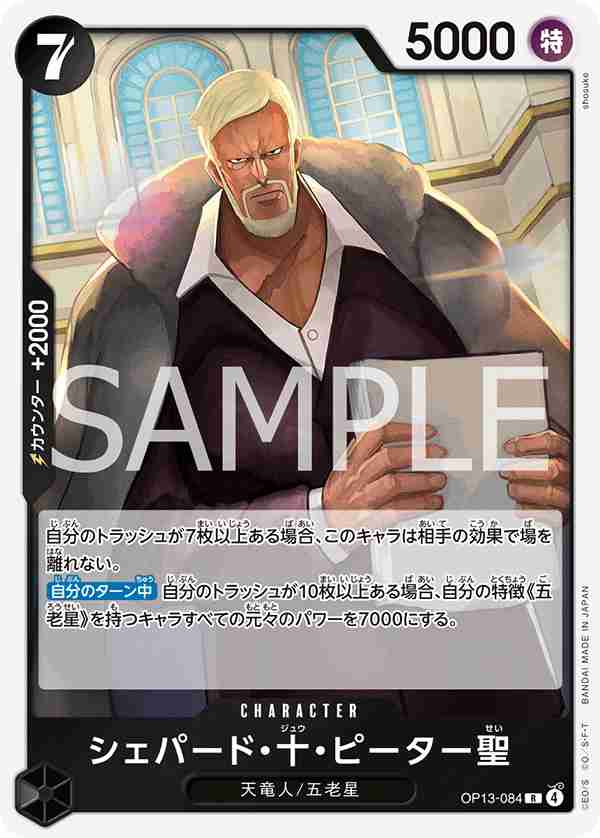 7
5000 特
shosuke
カウンター +2000
SAMPLE
自分のトラッシュが7枚以上ある場合、このキャラは相手の効果で場を
離れない。
自分のターン中 自分のトラッシュが10枚以上ある場合、自分の特徴《五
老星》を持つキャラすべての元々のパワーを7000にする。
CHARACTER
シェパード・十・ピーター聖
天竜人/五老星
OP13-084 R 4
©E.O/S ©O./S・F・T BANDAI MADE IN JAPAN